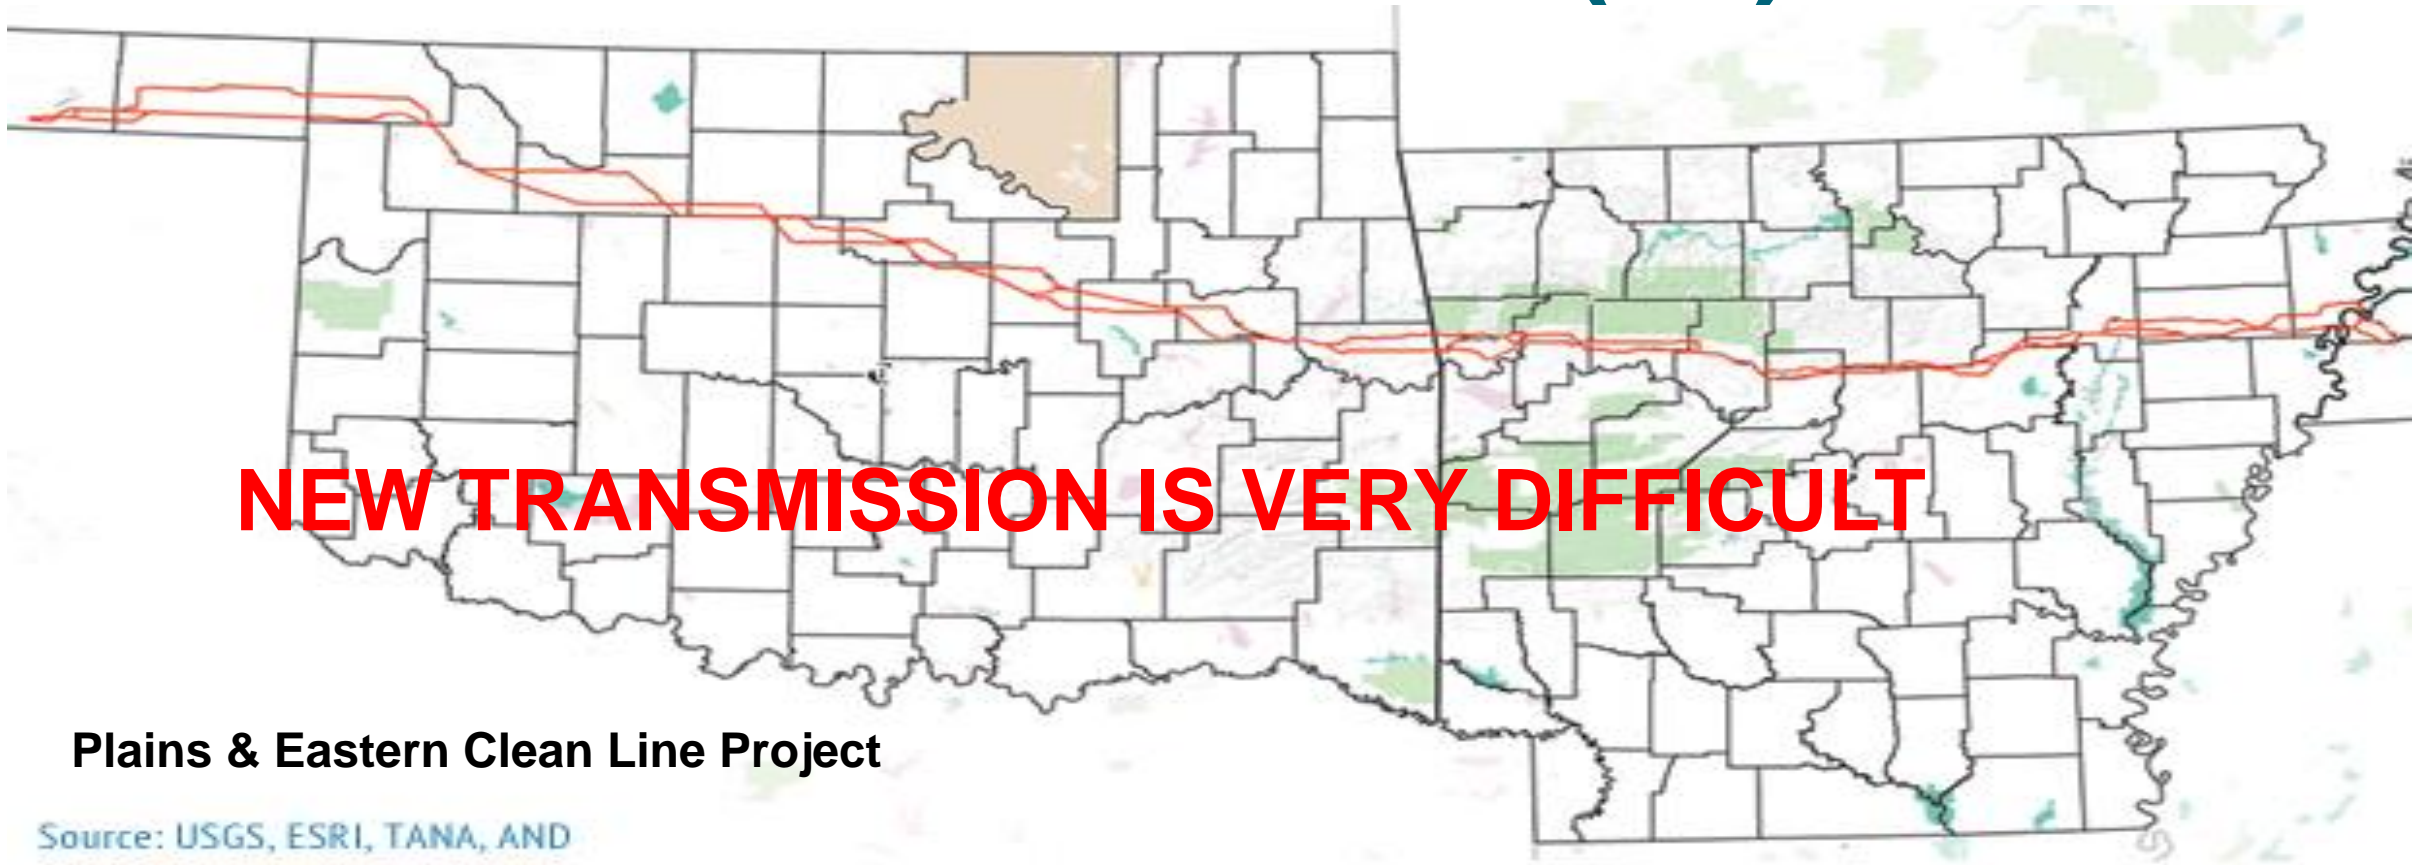 NEW TRANSMISSION IS VERY DIFFICULT
Plains & Eastern Clean Line Project
Source: USGS, ESRI, TANA, AND